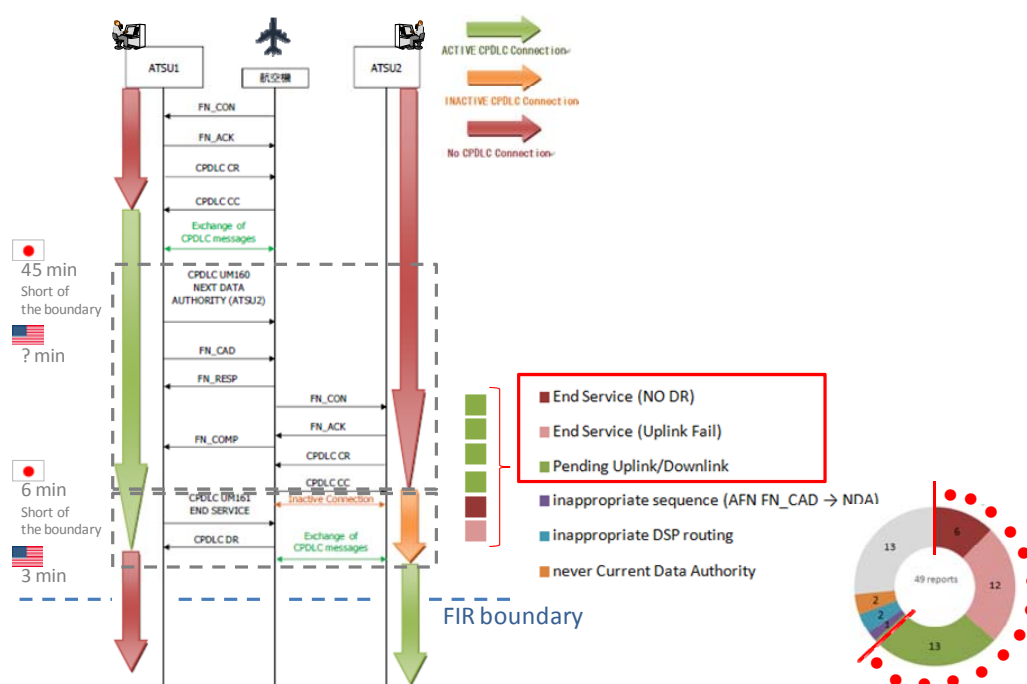 ATSU1
航空機
ATSU2
ACTIVE CPDLC Connection
INACTIVE CPDLC Connection
No CPDLC Connection
FN_CON
FN_ACK
CPDLC CR
CPDLC CC
Exchange of
CPDLC messages
45 min
Short of
the boundary
? min
CPDLC UM160
NEXT DATA
AUTHORITY (ATSU2)
FN_CAD
FN_RESP
FN_CON
FN_ACK
FN_COMP
CPDLC CR
CPDLC CC
6 min
Short of
the boundary
3 min
CPDLC UM161
END SERVICE
Inactive Connection
CPDLC DR
Exchange of
CPDLC messages
FIR boundary
End Service (NO DR)
End Service (Uplink Fail)
Pending Uplink/Downlink
inappropriate sequence (AFN FN_CAD → NDA)
inappropriate DSP routing
never Current Data Authority
6
12
13
1
2
2
13
49 reports